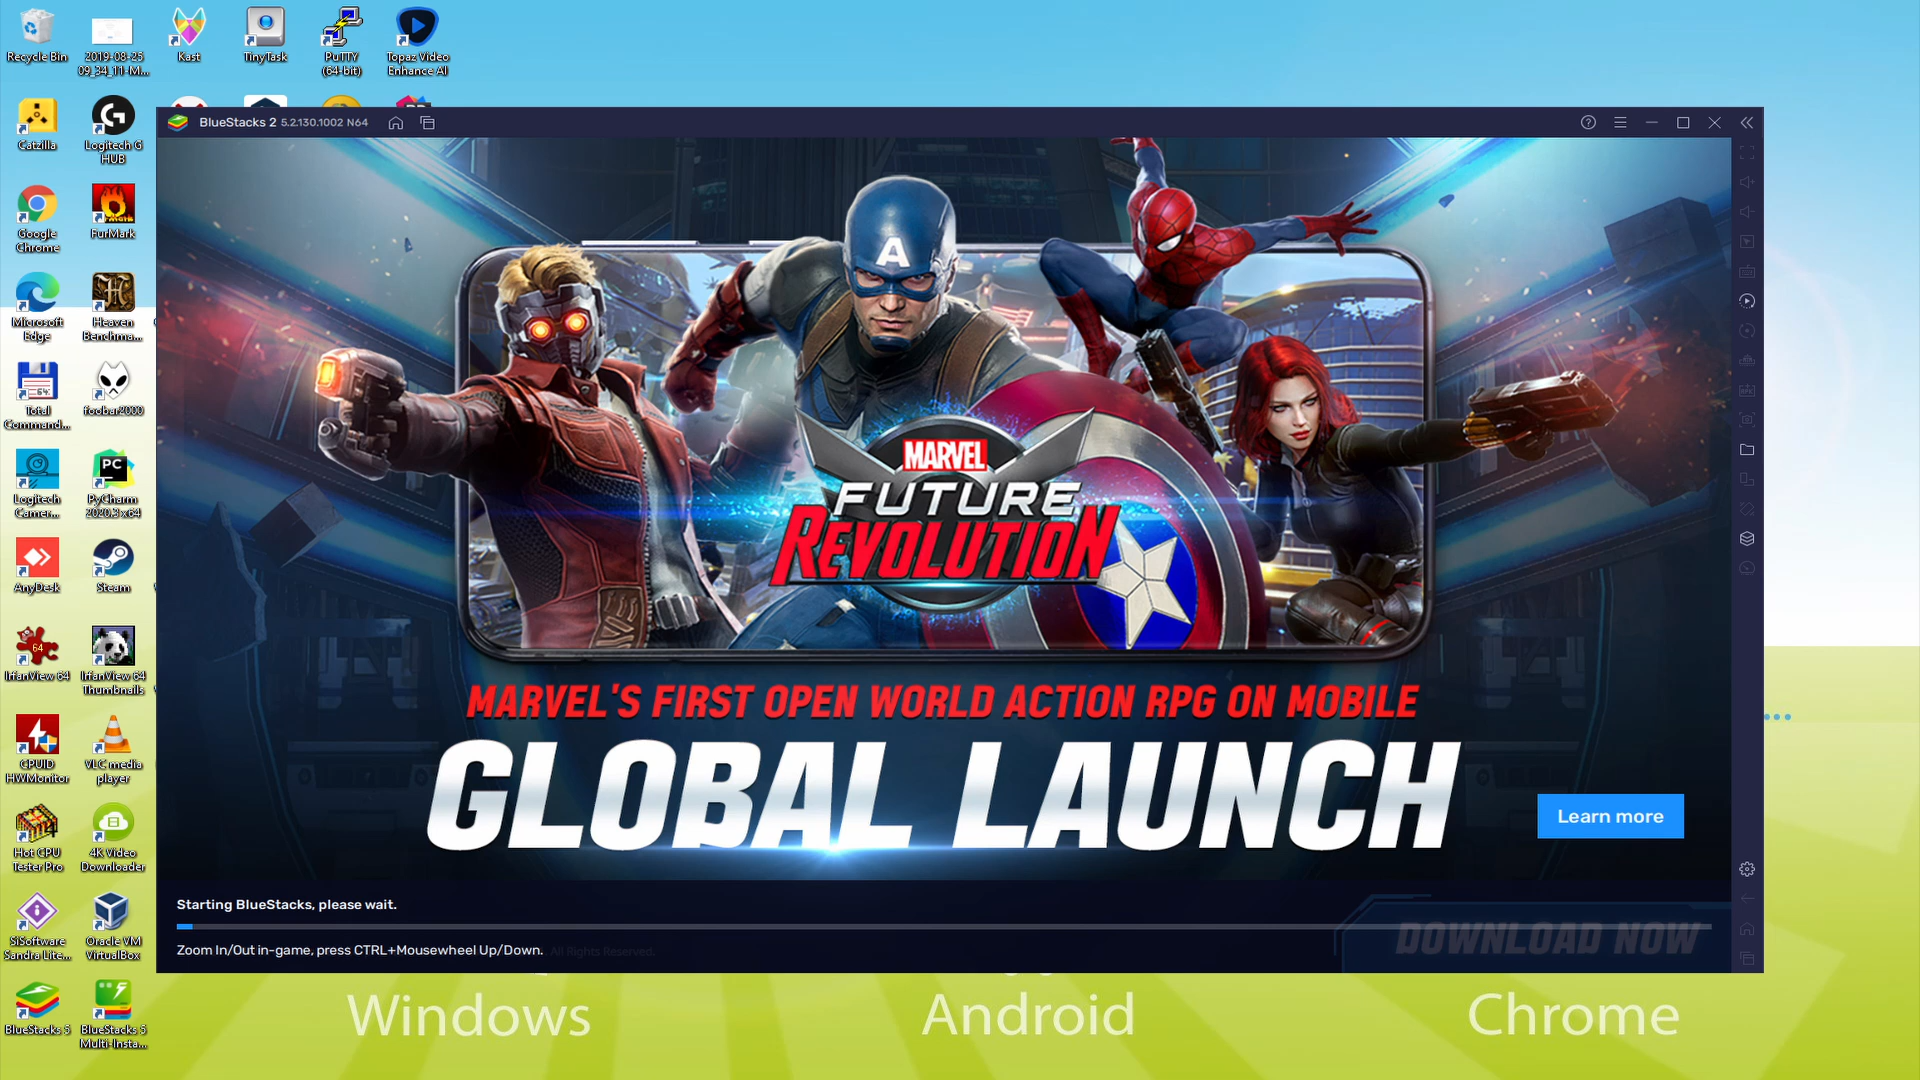 Recycle Bin
2019-08-25
09_34_11-M...
Kast
TinyTask
PuTTY
(64-bit)
Topaz Video
Enhance AI
Catzilla
Logitech G
HUB
Google
Chrome
FurMark
Microsoft
Edge
Heaven
Benchma...
Total
Command...
foobar2000
Logitech
Camer...
PC
PyCharm
2020.3 x64
AnyDesk
Steam
64
IrfanView 64
IrfanView 64
Thumbnails
CPUID
HWMonitor
VLC media
player
Hot CPU
Tester Pro
4K Video
Downloader
SiSoftware
Sandra Lite...
Oracle VM
VirtualBox
BlueStacks 5
BlueStacks 5
Multi-Insta...
BlueStacks 2 5.2.130.1002 N64
A
MARVEL
FUTURE
REVOLUTION
MARVEL'S FIRST OPEN WORLD ACTION RPG ON MOBILE
GLOBAL LAUNCH
Learn more
Starting BlueStacks, please wait.
DOWNLOAD NOW
Zoom In/Out in-game, press CTRL+Mousewheel Up/Down.
All Rights Reserved.
Windows
Android
Chrome